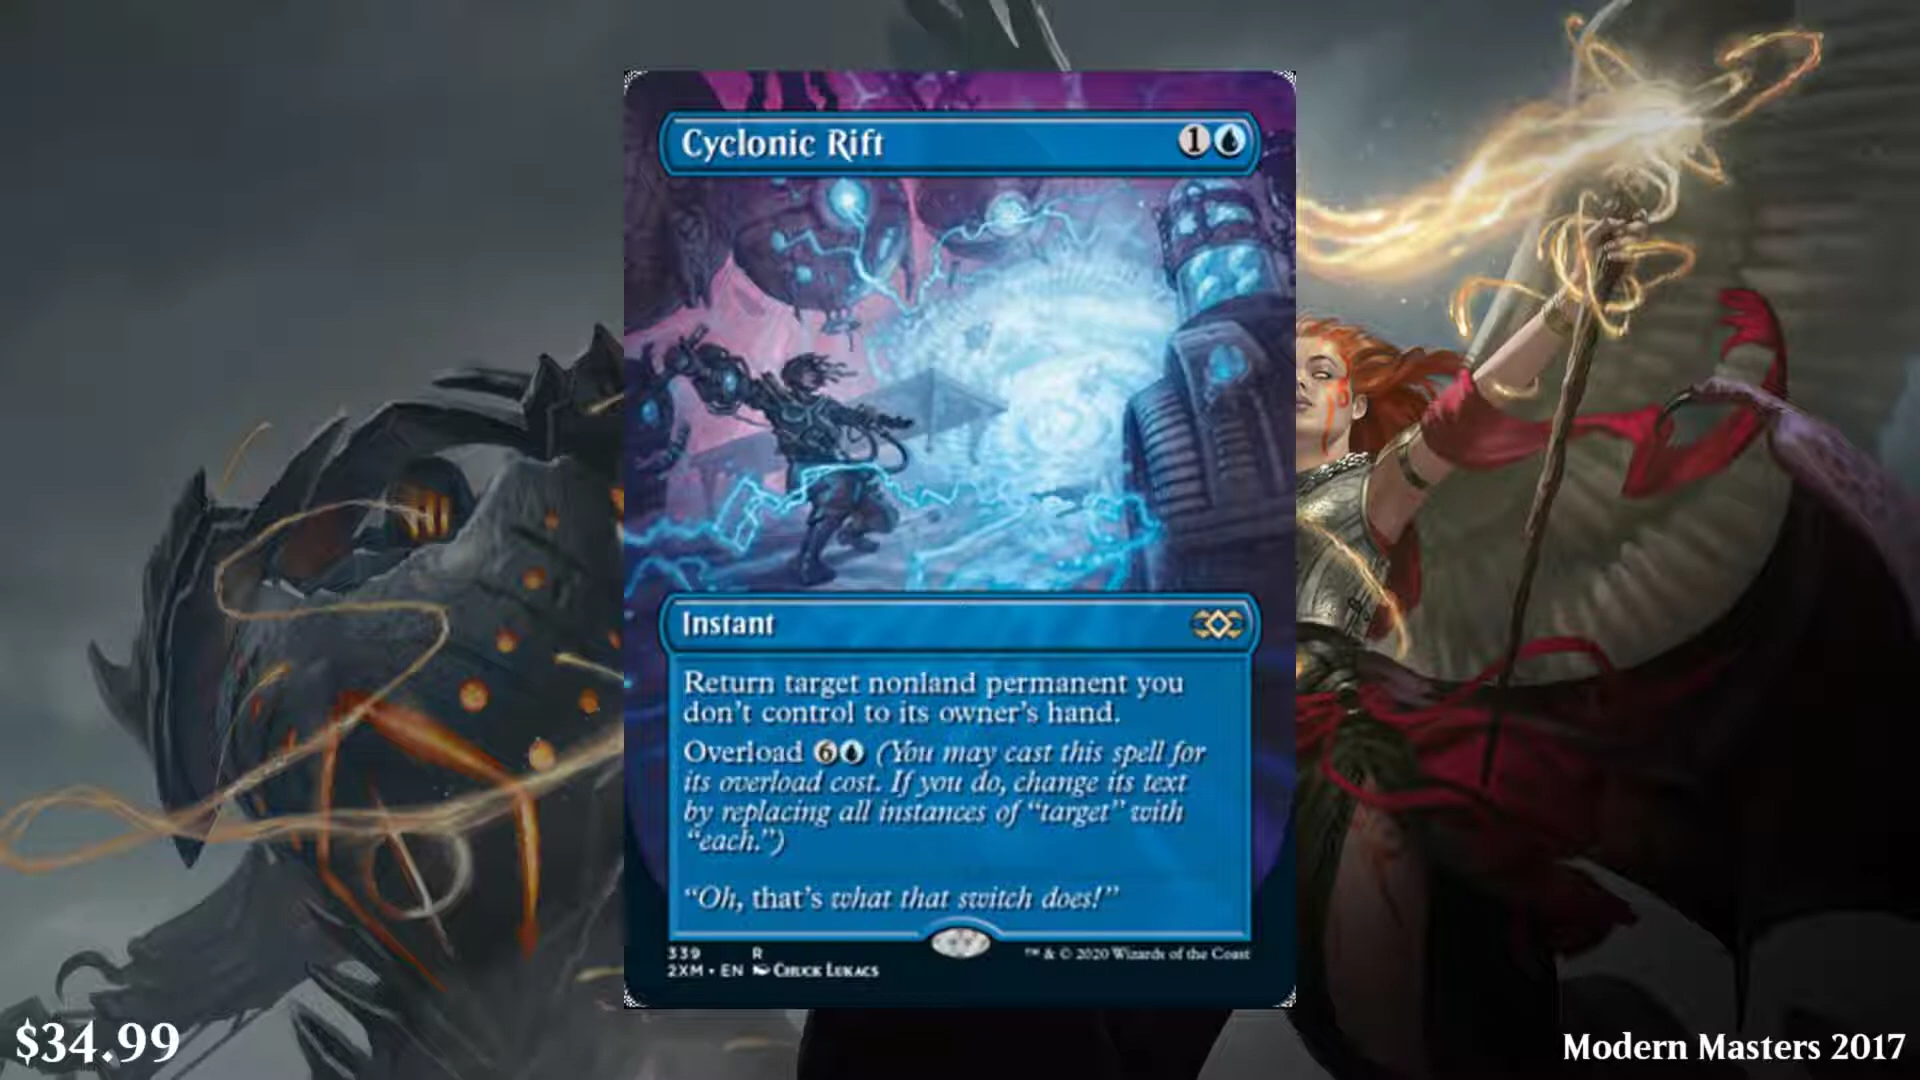 Cyclonic Rift 1
Instant
Return target nonland permanent you
don't control to its owner's hand.
Overload 6 (You may cast this spell for
its overload cost. If you do, change its text
by replacing all instances of “target” with
“each.”)
“Oh, that's what that switch does!”
339 R
2XM • EN Chuck Lukacs
™ & © 2020 Wizards of the Coast
$34.99
Modern Masters 2017